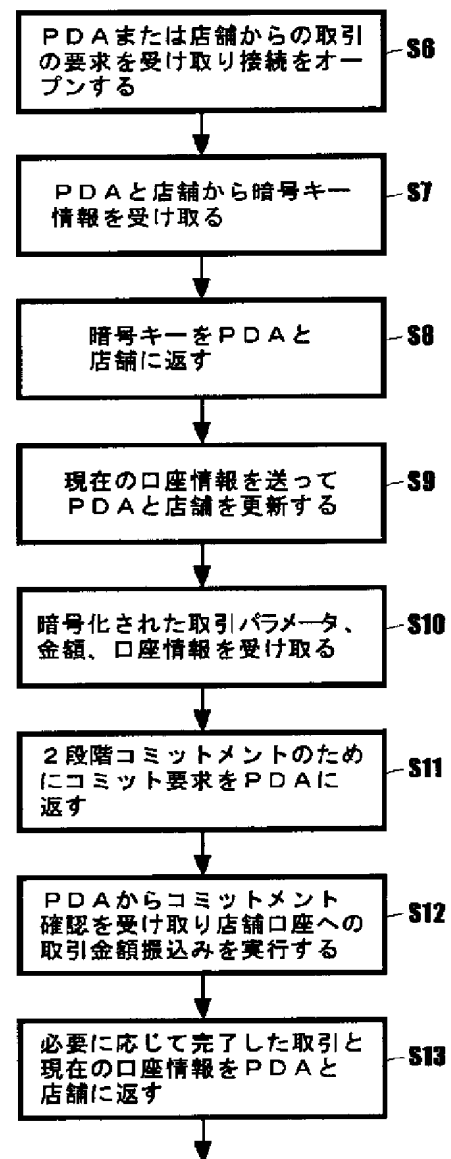 PDAまたは店舗からの取引
の要求を受け取り接続をオー
プンする
S6
PDAと店舗から暗号キー
情報を受け取る
S7
暗号キーをPDAと
店舗に返す
S8
現在の口座情報を送って
PDAと店舗を更新する
S9
暗号化された取引パラメータ、
金額、口座情報を受け取る
S10
2段階コミットメントのため
にコミット要求をPDAに
返す
S11
PDAからコミットメント
確認を受け取り店舗口座への
取引金額振込みを実行する
S12
必要に応じて完了した取引と
現在の口座情報をPDAと
店舗に返す
S13